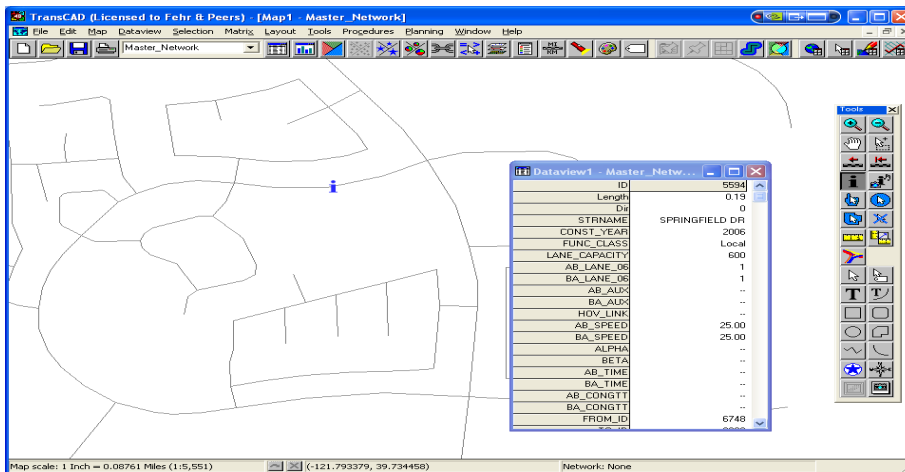 TransCAD (Licensed to Fehr & Peers) - [Map1 - Master_Network]
File Edit Map Dataview Selection Matrix Layout Tools Procedures Planning Window Help
Master_Network
MI
KM
Tools
Dataview1 - Master_Netw...
ID 5594
Length 0.19
Dir 0
STRNAME SPRINGFIELD DR
CONST_YEAR 2006
FUNC_CLASS Local
LANE_CAPACITY 600
AB_LANE_06 1
BA_LANE_06 1
AB_AUX --
BA_AUX --
HOV_LINK --
AB_SPEED 25.00
BA_SPEED 25.00
ALPHA --
BETA --
AB_TIME --
BA_TIME --
AB_CONGTT --
BA_CONGTT --
FROM_ID 6748
Map scale: 1 Inch = 0.08761 Miles (1:5,551) (-121.793379, 39.734458) Network: None